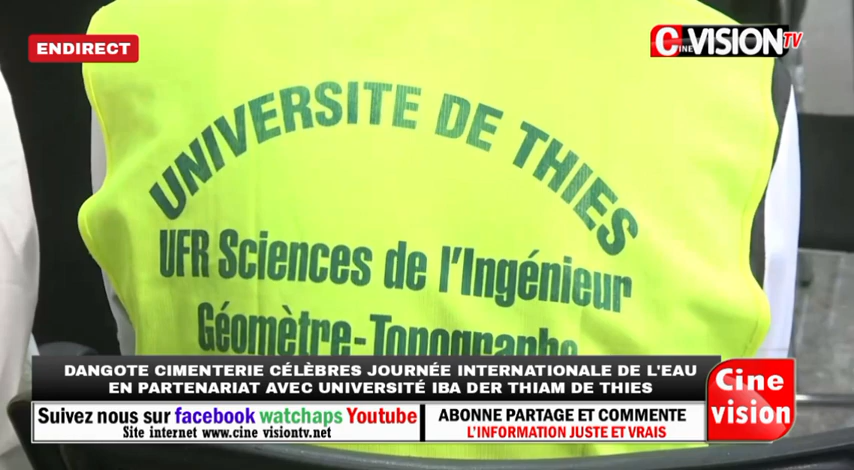 ENDIRECT
CINE VISION TV
UNIVERSITE DE THIES
UFR Sciences de l'Ingénieur
Géomètre-Topographe
DANGOTE CIMENTERIE CÉLÈBRES JOURNÉE INTERNATIONALE DE L'EAU
EN PARTENARIAT AVEC UNIVERSITÉ IBA DER THIAM DE THIES
Cine
vision
Suivez nous sur facebook watchaps Youtube
Site internet www.cine visiontv.net
ABONNE PARTAGE ET COMMENTE
L'INFORMATION JUSTE ET VRAIS